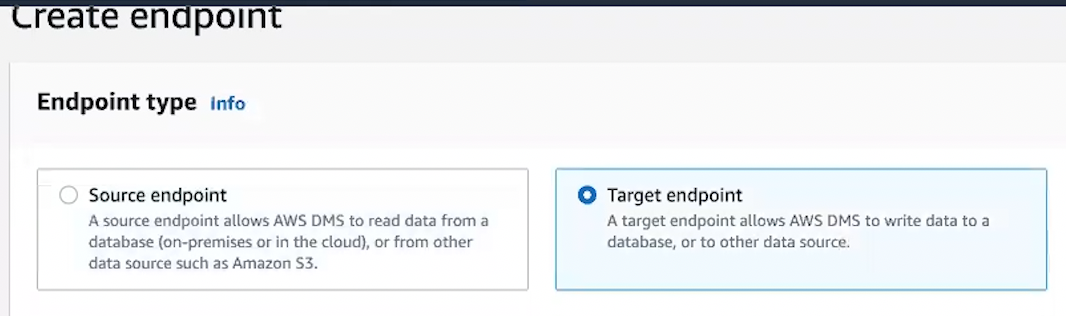 Create endpoint
Endpoint type Info
Source endpoint
A source endpoint allows AWS DMS to read data from a
database (on-premises or in the cloud), or from other
data source such as Amazon S3.
Target endpoint
A target endpoint allows AWS DMS to write data to a
database, or to other data source.